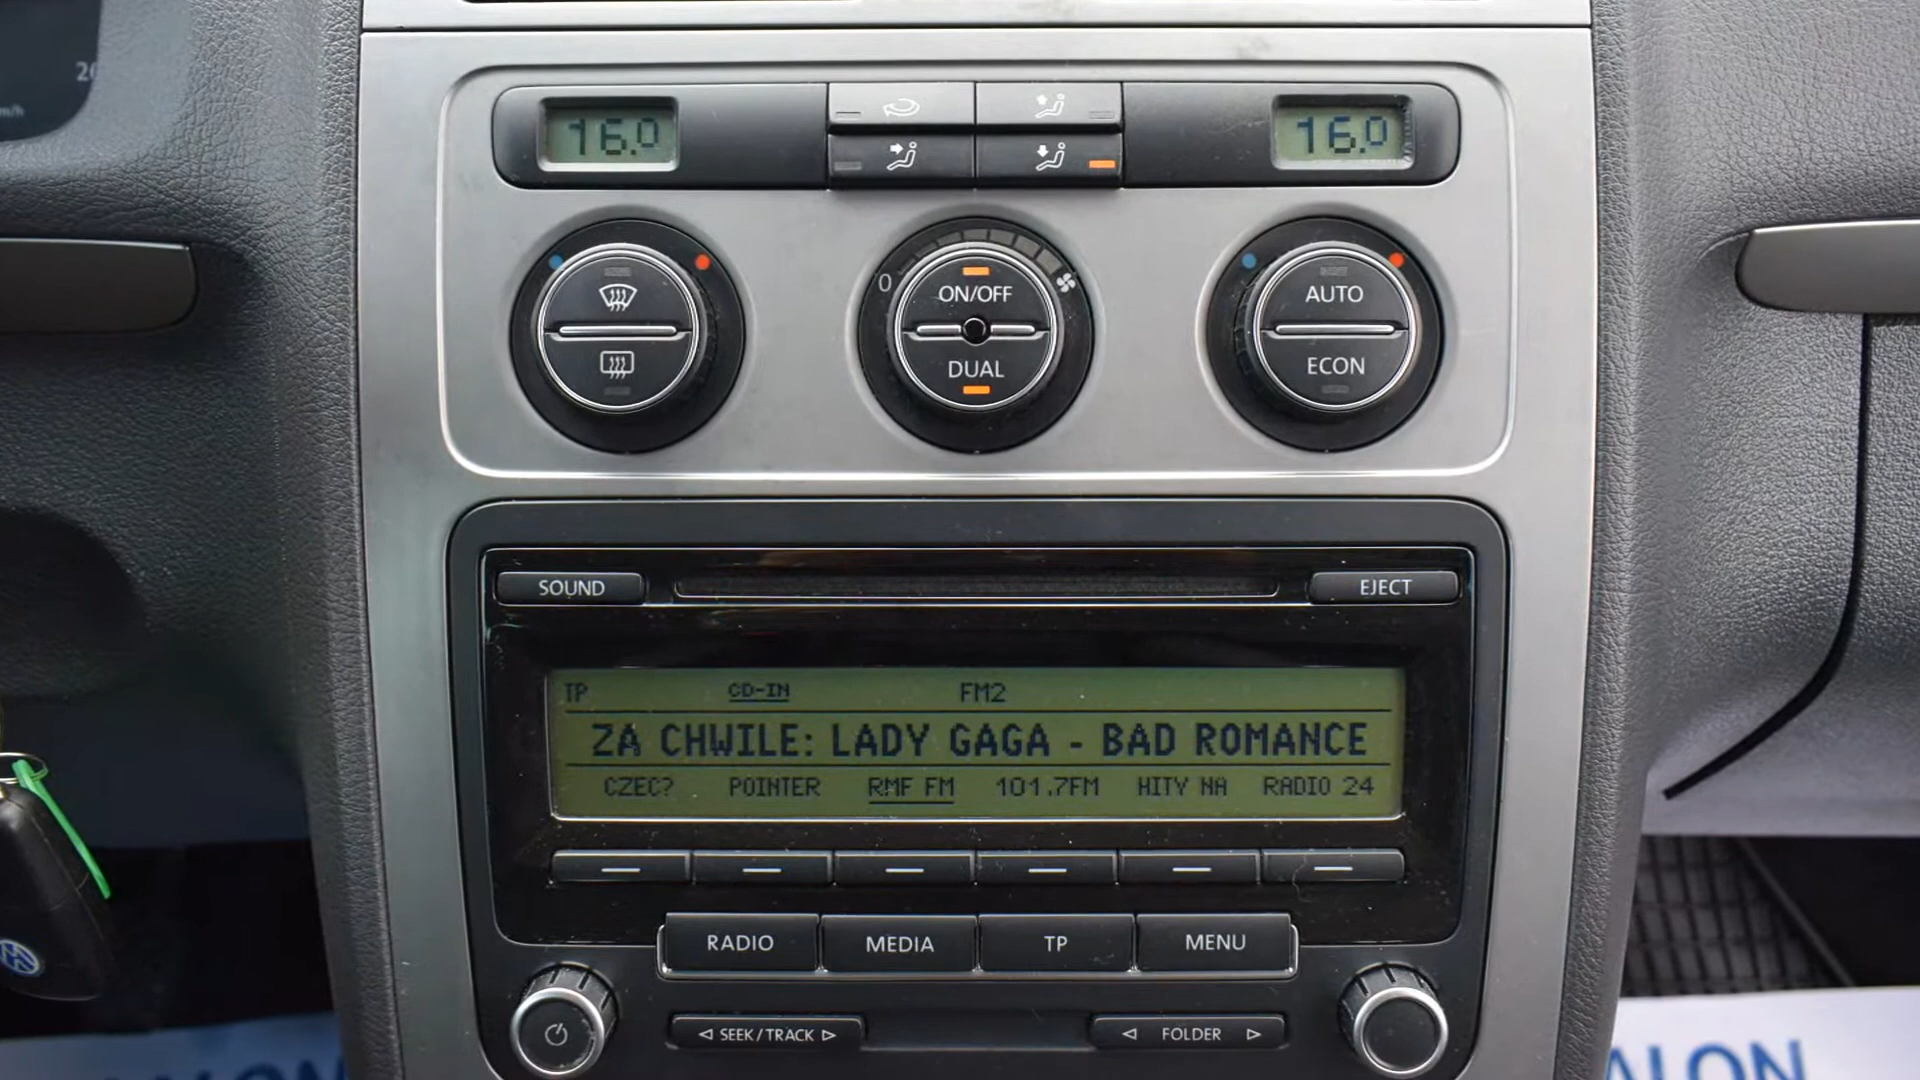 16.0 16.0
0 ON/OFF AUTO
DUAL ECON
SOUND EJECT
TP CD-IN FM2
ZA CHWILE: LADY GAGA - BAD ROMANCE
CZEC? POINTER RMF FM 101.7FM HITY NA RADIO 24
RADIO MEDIA TP MENU
SEEK/TRACK FOLDER